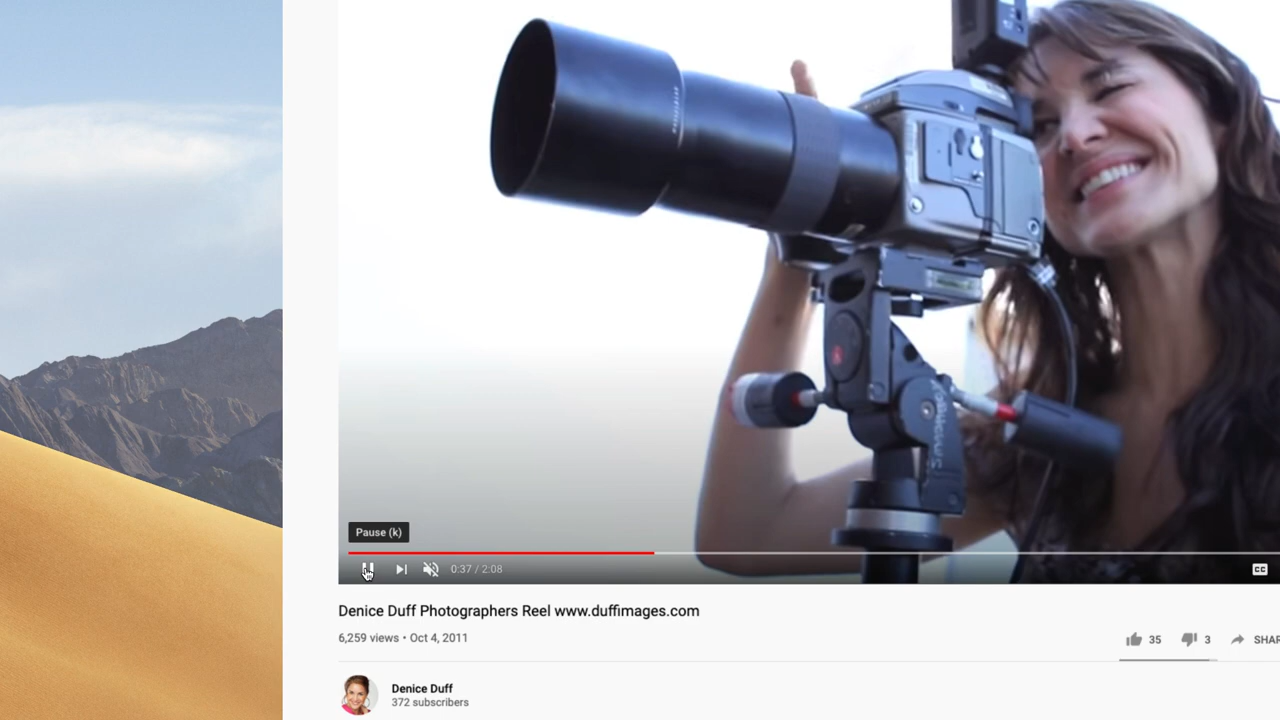 Pause (k)
0:37 / 2:08
CC
Denice Duff Photographers Reel www.duffimages.com
6,259 views • Oct 4, 2011
35
3
SHAR
Denice Duff
372 subscribers